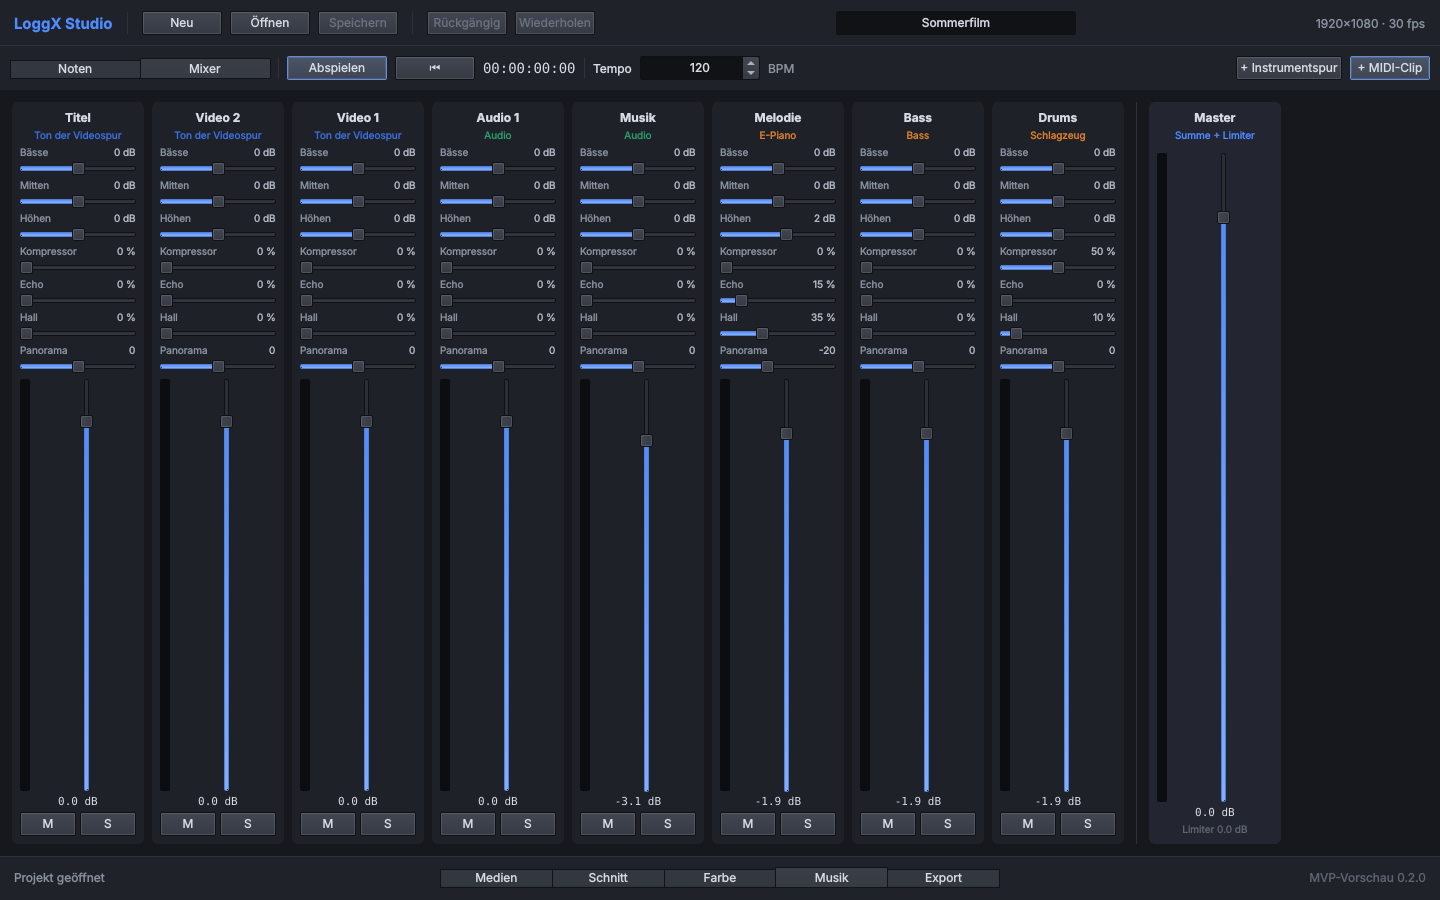 LoggX Studio Neu Öffnen Speichern Rückgängig Wiederholen Sommerfilm 1920×1080 · 30 fps
Noten Mixer Abspielen ⏮ 00:00:00:00 Tempo 120 BPM + Instrumentspur + MIDI-Clip
Titel Video 2 Video 1 Audio 1 Musik Melodie Bass Drums Master
Ton der Videospur Ton der Videospur Ton der Videospur Audio Audio E-Piano Bass Schlagzeug Summe + Limiter
Bässe 0 dB Bässe 0 dB Bässe 0 dB Bässe 0 dB Bässe 0 dB Bässe 0 dB Bässe 0 dB Bässe 0 dB
Mitten 0 dB Mitten 0 dB Mitten 0 dB Mitten 0 dB Mitten 0 dB Mitten 0 dB Mitten 0 dB Mitten 0 dB
Höhen 0 dB Höhen 0 dB Höhen 0 dB Höhen 0 dB Höhen 0 dB Höhen 2 dB Höhen 0 dB Höhen 0 dB
Kompressor 0 % Kompressor 0 % Kompressor 0 % Kompressor 0 % Kompressor 0 % Kompressor 0 % Kompressor 0 % Kompressor 50 %
Echo 0 % Echo 0 % Echo 0 % Echo 0 % Echo 0 % Echo 15 % Echo 0 % Echo 0 %
Hall 0 % Hall 0 % Hall 0 % Hall 0 % Hall 0 % Hall 35 % Hall 0 % Hall 10 %
Panorama 0 Panorama 0 Panorama 0 Panorama 0 Panorama 0 Panorama -20 Panorama 0 Panorama 0
0.0 dB 0.0 dB 0.0 dB 0.0 dB -3.1 dB -1.9 dB -1.9 dB -1.9 dB 0.0 dB
M S M S M S M S M S M S M S M S Limiter 0.0 dB
Projekt geöffnet Medien Schnitt Farbe Musik Export MVP-Vorschau 0.2.0